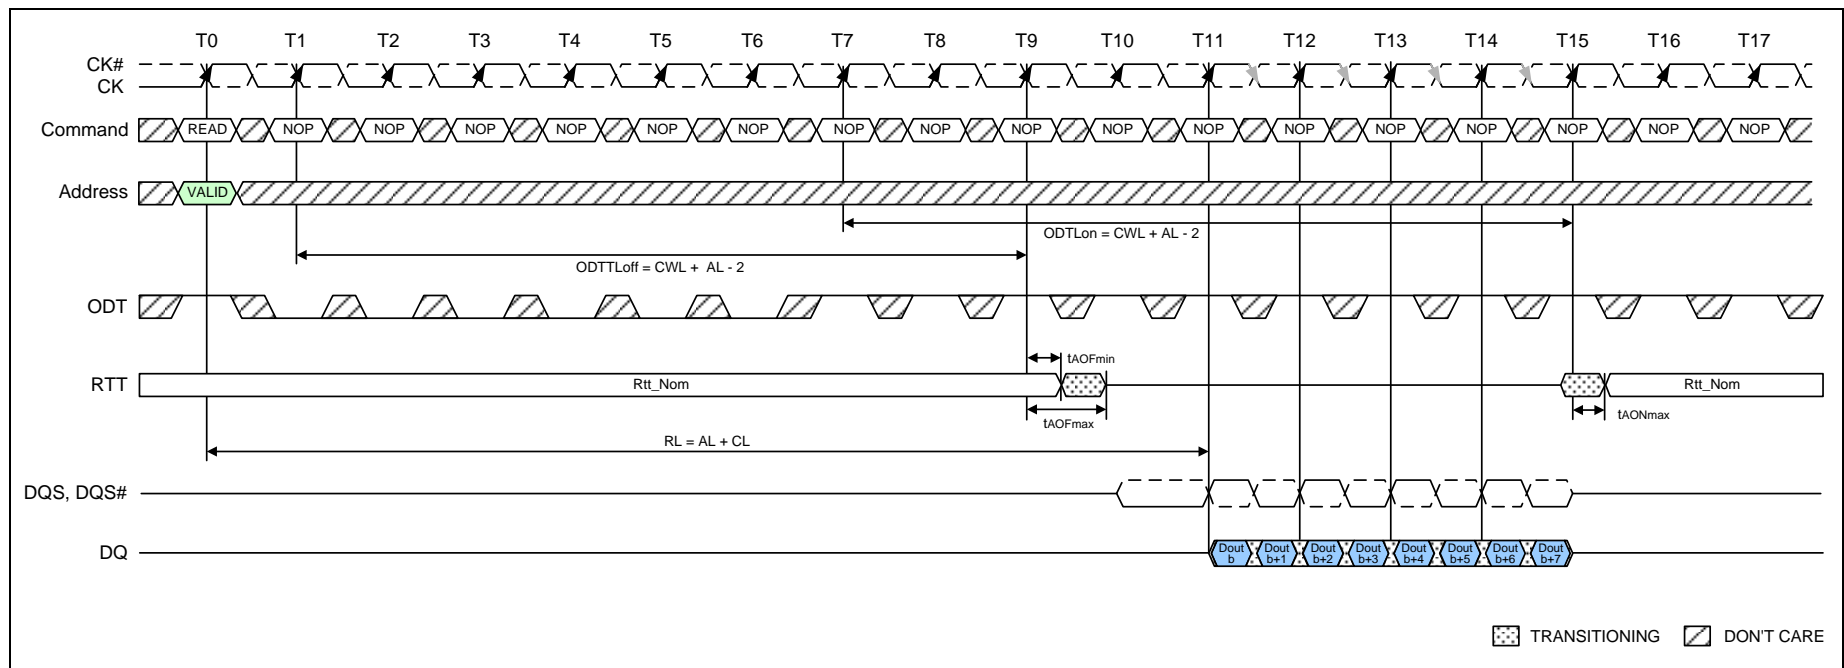 T0 T1 T2 T3 T4 T5 T6 T7 T8 T9 T10 T11 T12 T13 T14 T15 T16 T17
CK#
CK
Command READ NOP NOP NOP NOP NOP NOP NOP NOP NOP NOP NOP NOP NOP NOP NOP NOP NOP
Address VALID
ODTLon = CWL + AL - 2
ODTTLoff = CWL + AL - 2
ODT
tAOFmin
RTT Rtt_Nom Rtt_Nom
tAOFmax tAONmax
RL = AL + CL
DQS, DQS#
DQ Dout b Dout b+1 Dout b+2 Dout b+3 Dout b+4 Dout b+5 Dout b+6 Dout b+7
TRANSITIONING DON'T CARE